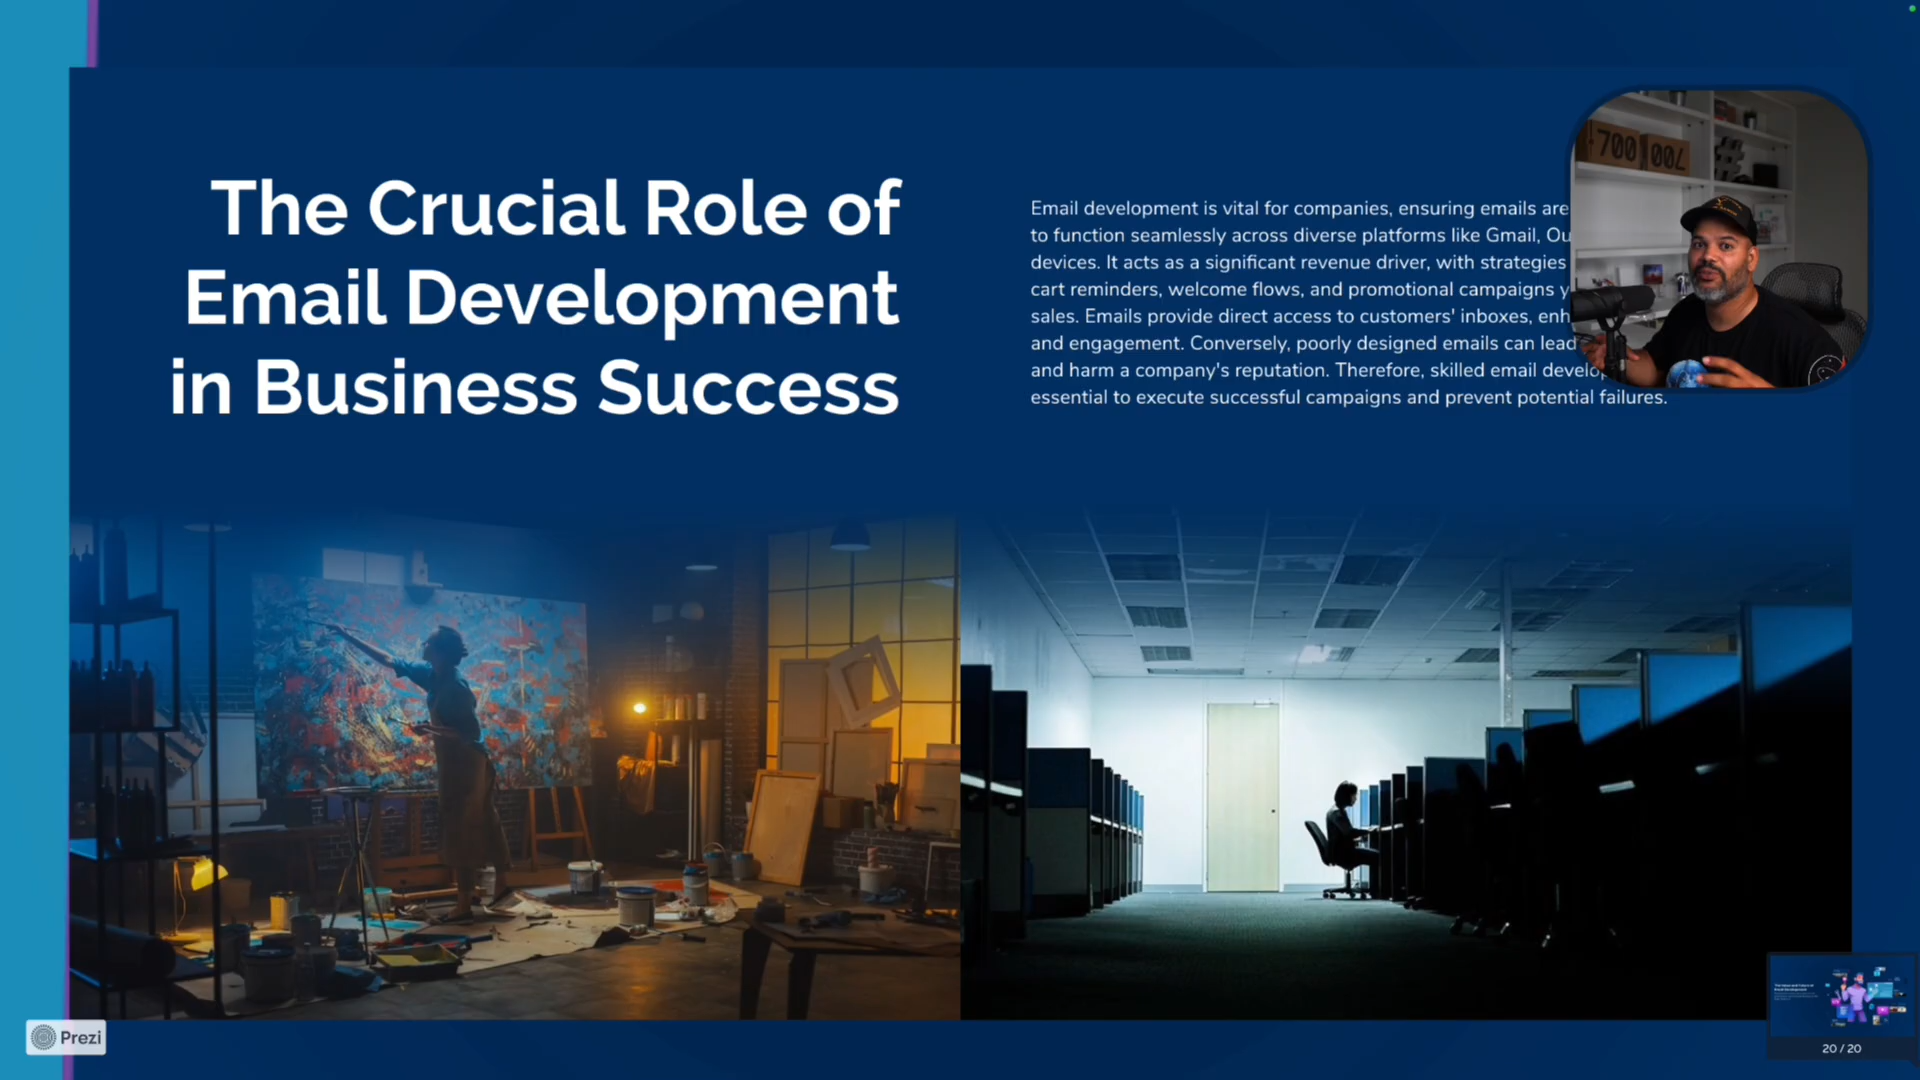 The Crucial Role of
Email Development
in Business Success
Email development is vital for companies, ensuring emails are
to function seamlessly across diverse platforms like Gmail,
devices. It acts as a significant revenue driver, with strategies
cart reminders, welcome flows, and promotional campaigns
sales. Emails provide direct access to customers' inboxes,
and engagement. Conversely, poorly designed emails can lead
and harm a company's reputation. Therefore, skilled email
essential to execute successful campaigns and prevent potential failures.
700 700
Prezi
20 / 20